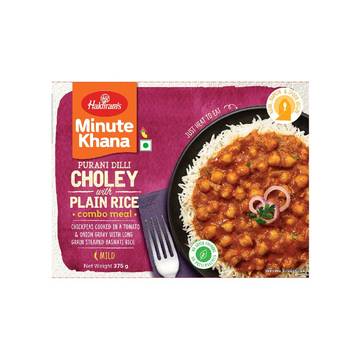 Haldiram's
Minute
Khana
PURANI DILLI
CHOLEY
with
PLAIN RICE
combo meal
CHICKPEAS COOKED IN A TOMATO
& ONION GRAVY WITH LONG
GRAIN STEAMED BASMATI RICE
MILD
Net Weight 375 g
JUST HEAT TO EAT